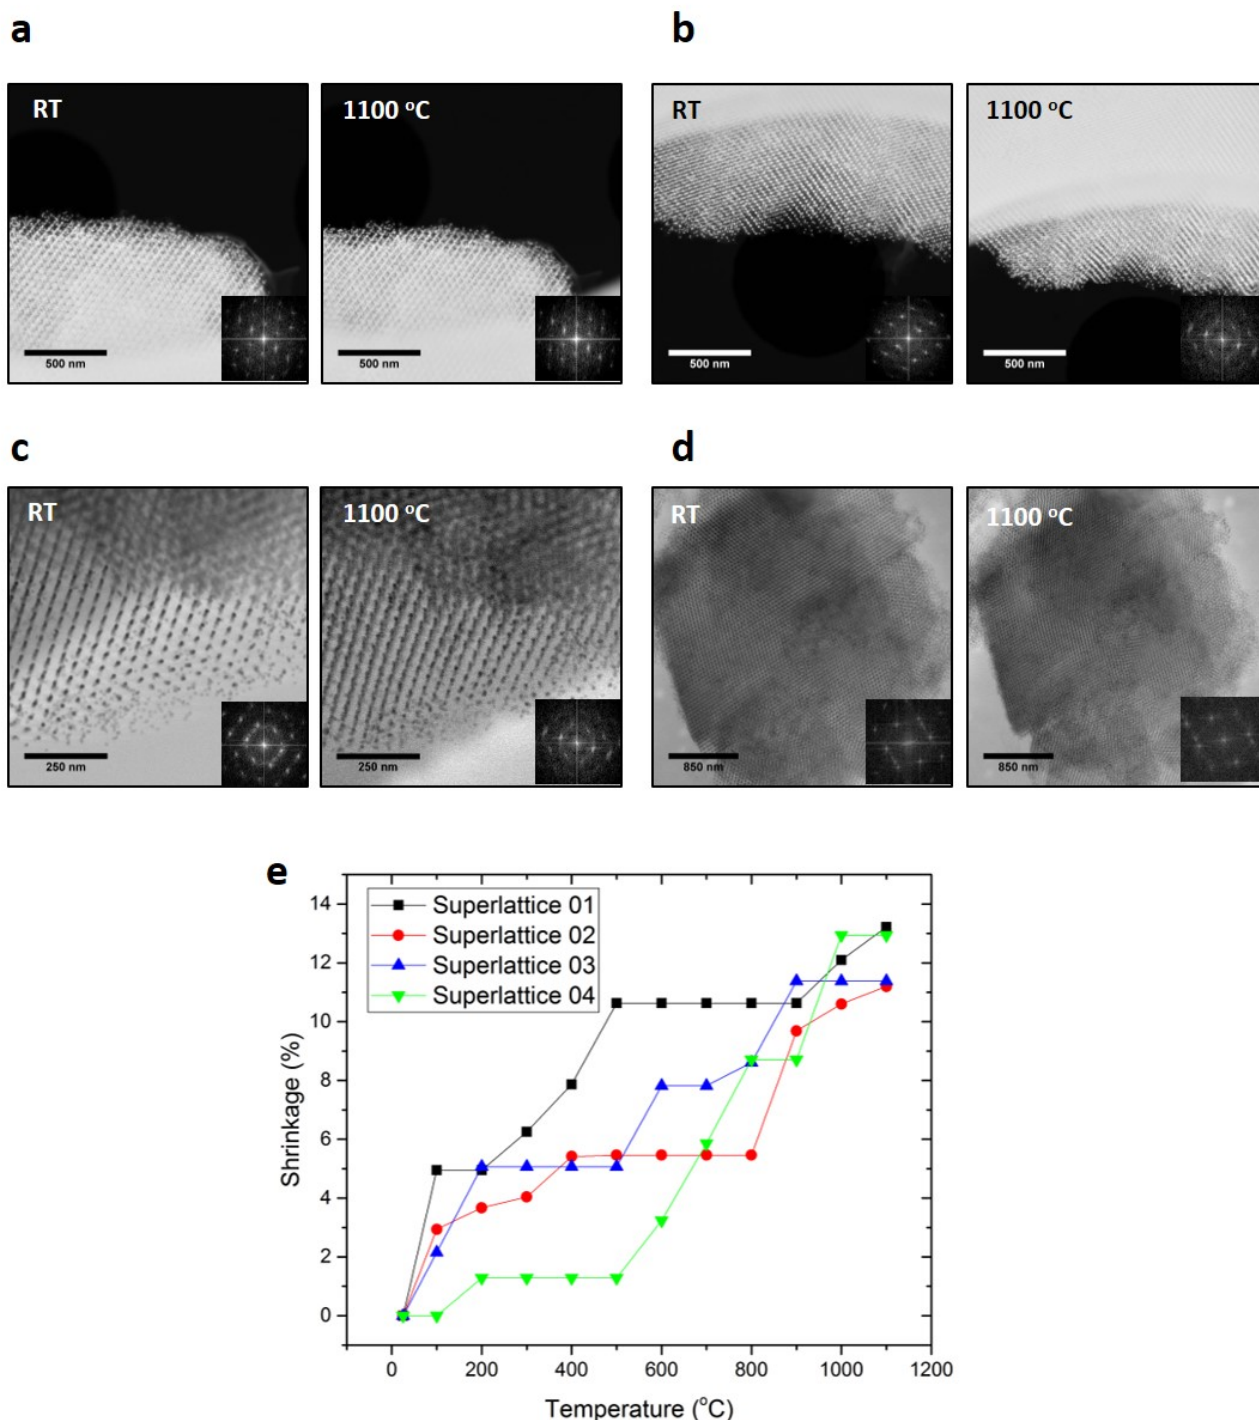 a
b
RT
1100 °C
RT
1100 °C
500 nm
500 nm
500 nm
500 nm
c
d
RT
1100 °C
RT
1100 °C
250 nm
250 nm
850 nm
850 nm
e
Superlattice 01
Superlattice 02
Superlattice 03
Superlattice 04
14
12
10
8
6
4
2
0
Shrinkage (%)
0 200 400 600 800 1000 1200
Temperature (°C)